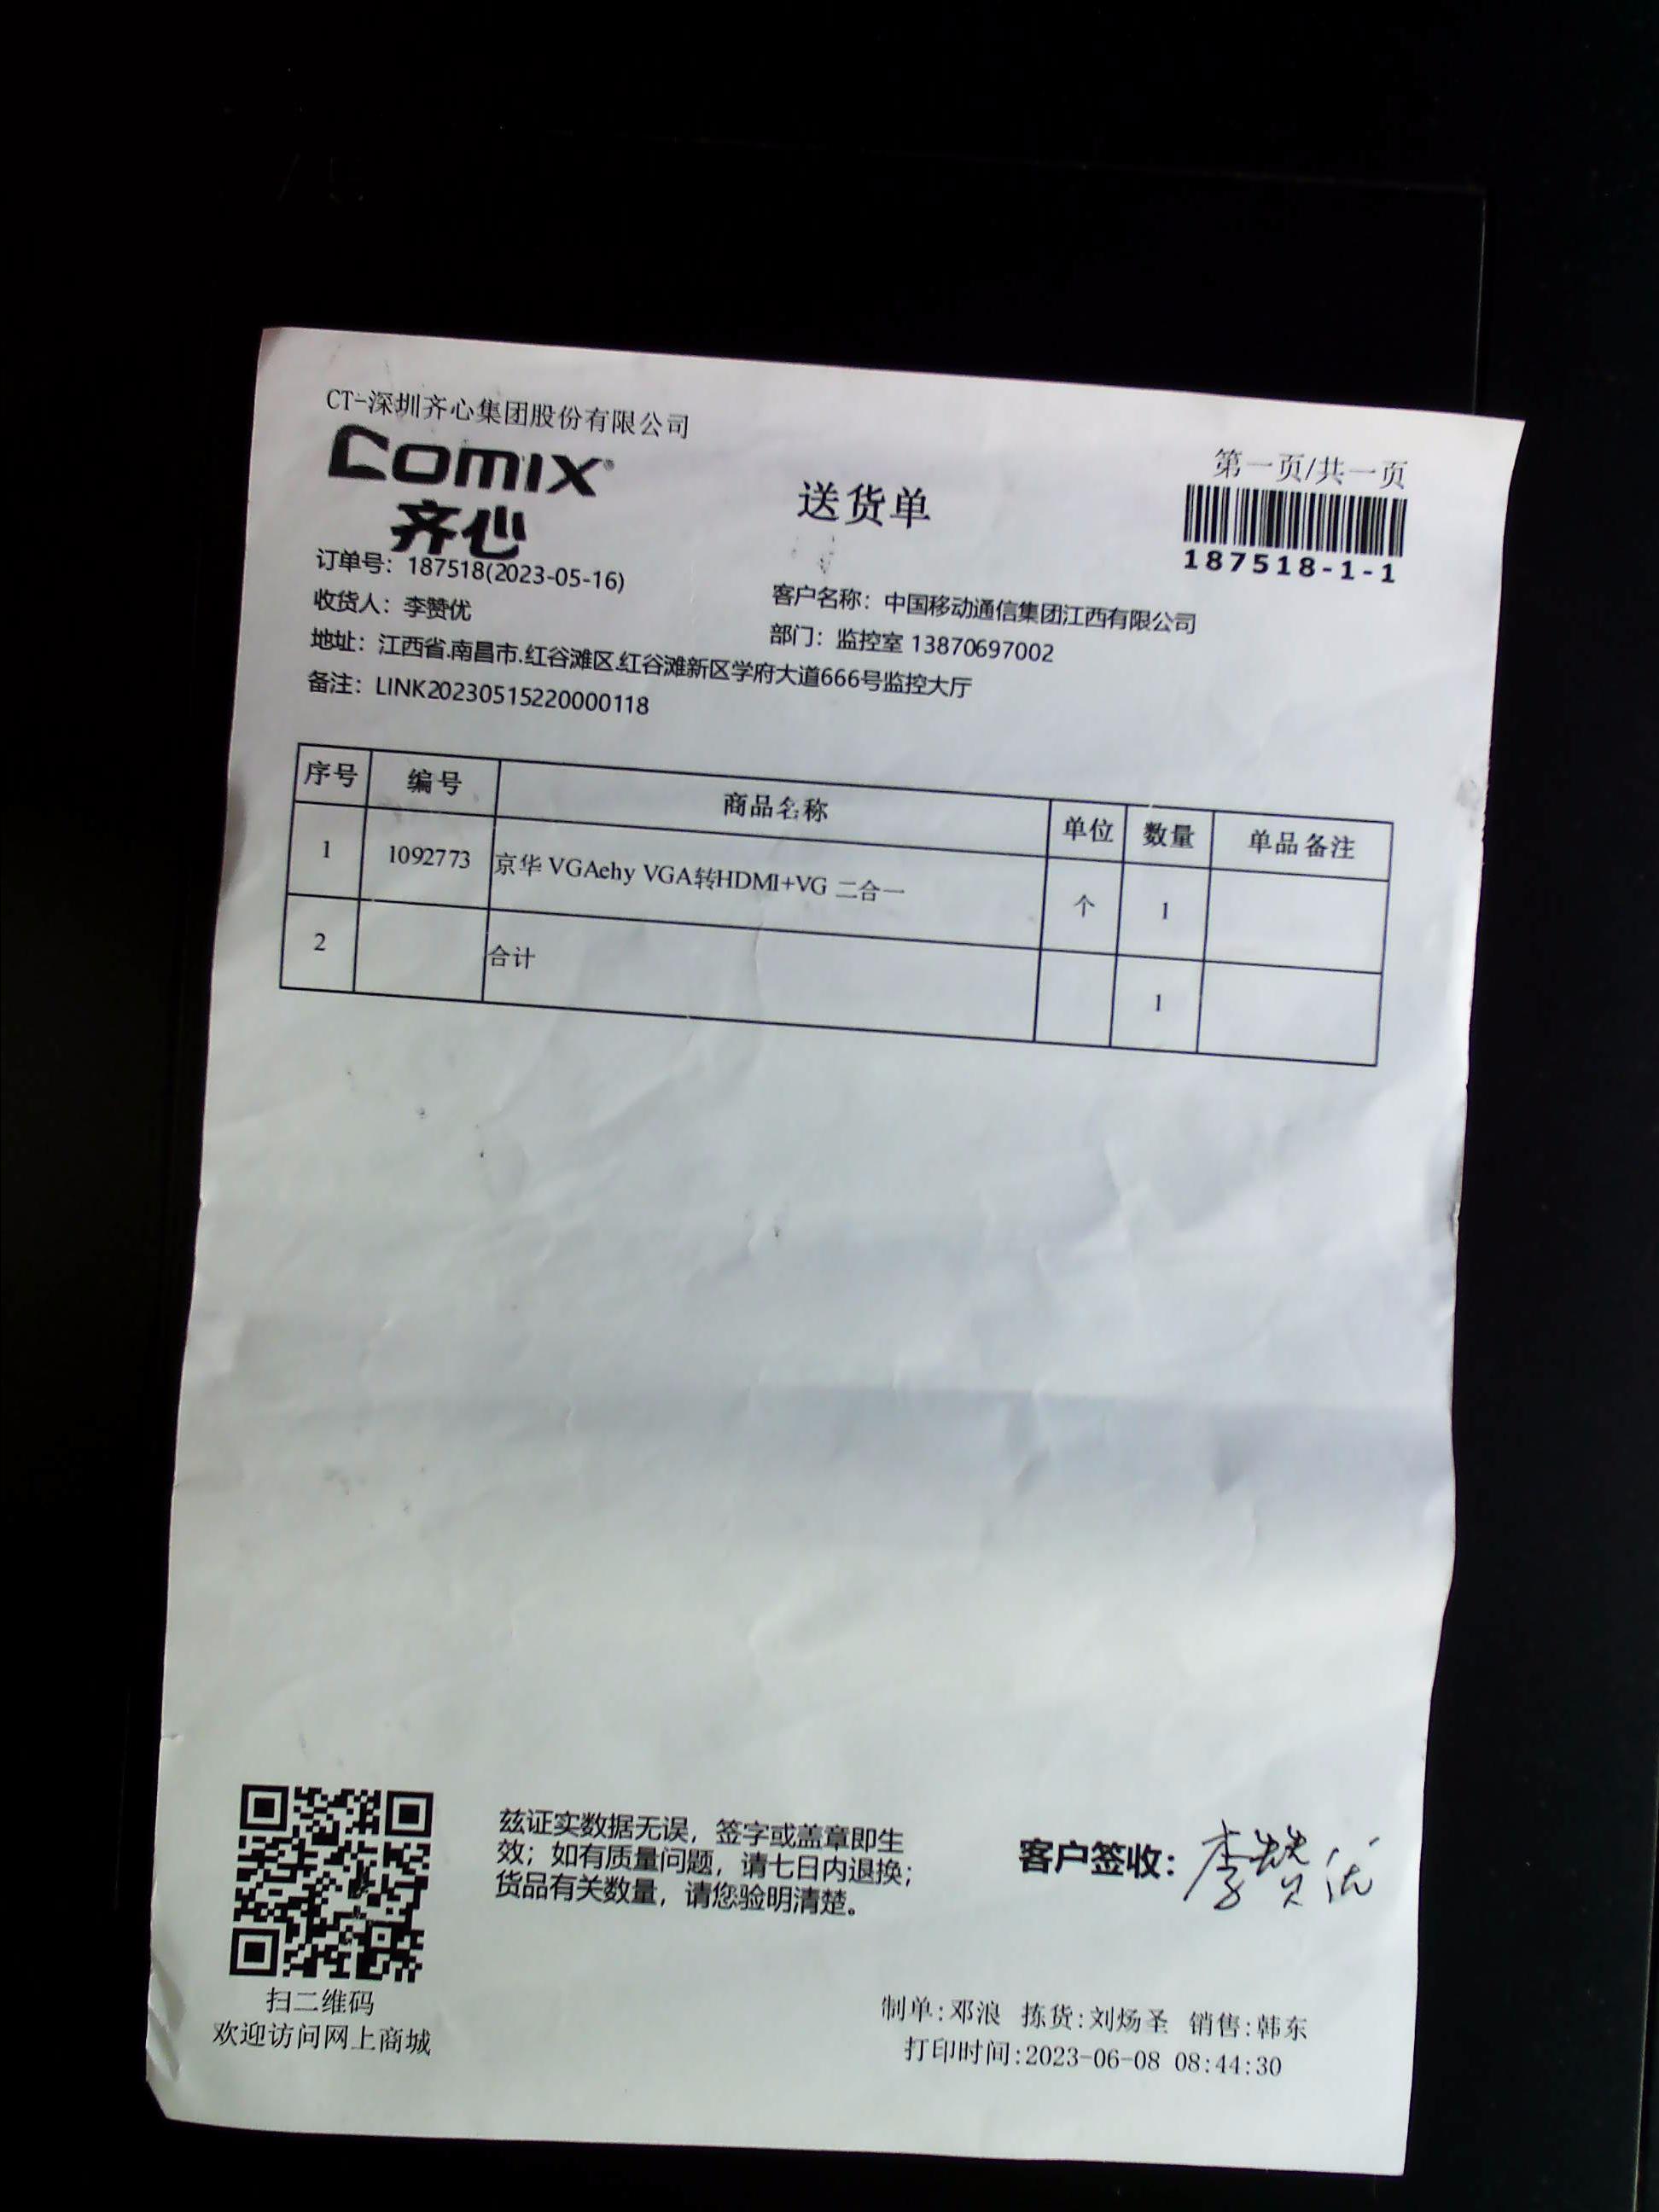 CT-深圳齐心集团股份有限公司
comix
齐心
送货单
第一页/共一页
187518-1-1
订单号：187518(2023-05-16)
收货人：李赞优 客户名称：中国移动通信集团江西有限公司
部门：监控室 13870697002
地址：江西省.南昌市.红谷滩区.红谷滩新区学府大道666号监控大厅
备注：LINK20230515220000118
序号 编号 商品名称 单位 数量 单品备注
1 1092773 京华 VGAehy VGA转HDMI+VG 二合一 个 1
2 合计 1
兹证实数据无误，签字或盖章即生
效；如有质量问题，请七日内退换；
货品有关数量，请您验明清楚。
客户签收：李赞优
扫二维码
欢迎访问网上商城
制单:邓浪 拣货:刘炀圣 销售:韩东
打印时间:2023-06-08 08:44:30